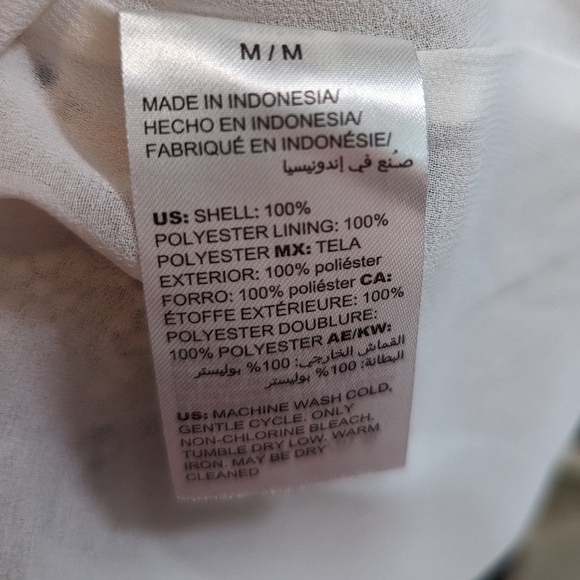 M / M
MADE IN INDONESIA/
HECHO EN INDONESIA/
FABRIQUÉ EN INDONÉSIE/
صنع في إندونيسيا
US: SHELL: 100%
POLYESTER LINING: 100%
POLYESTER MX: TELA
EXTERIOR: 100% poliéster
FORRO: 100% poliéster CA:
ÉTOFFE EXTÉRIEURE: 100%
POLYESTER DOUBLURE:
100% POLYESTER AE/KW:
القماش الخارجي: 100% بوليستر
البطانة: 100% بوليستر
US: MACHINE WASH COLD,
GENTLE CYCLE. ONLY
NON-CHLORINE BLEACH.
TUMBLE DRY LOW. WARM
IRON. MAY BE DRY
CLEANED